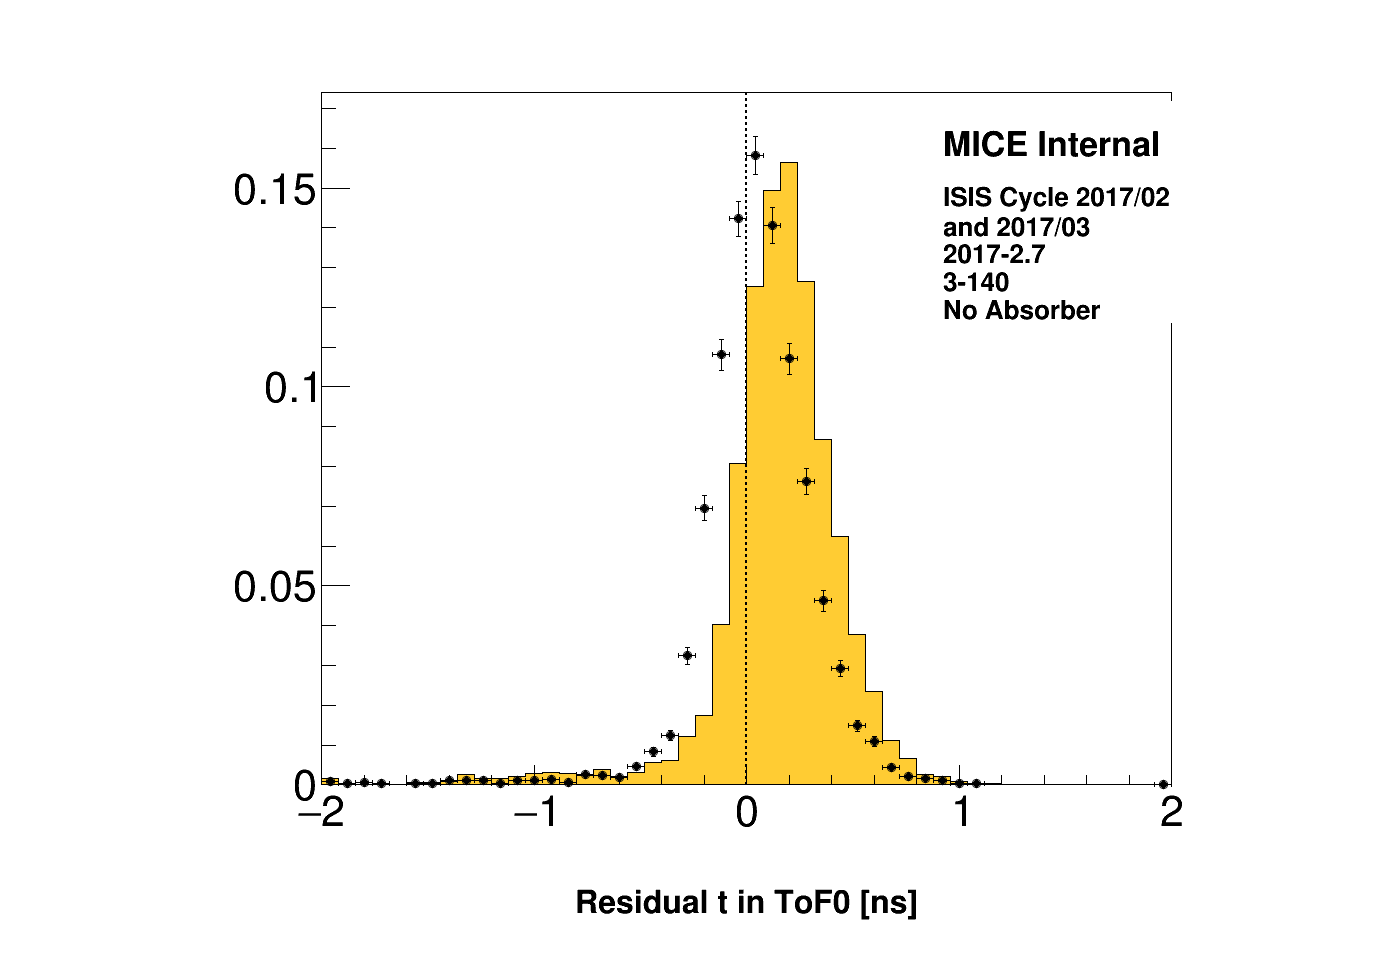 MICE Internal
ISIS Cycle 2017/02
and 2017/03
2017-2.7
3-140
No Absorber
0.15
0.1
0.05
0
−2
−1
0
1
2
Residual t in ToF0 [ns]